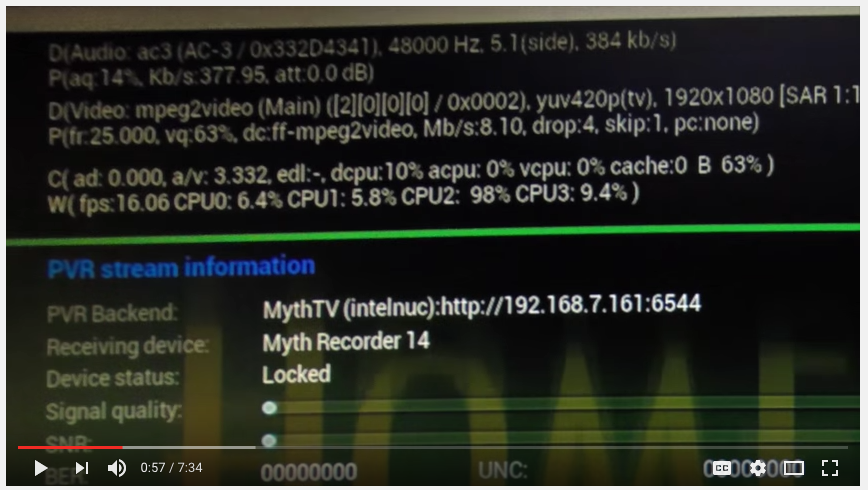 D(Audio: ac3 (AC-3 / 0x332D4341), 48000 Hz, 5.1(side), 384 kb/s)
P(aq:14%, Kb/s:377.95, att:0.0 dB)
D(Video: mpeg2video (Main) ([2][0][0][0] / 0x0002), yuv420p(tv), 1920x1080 [SAR 1:1
P(fr:25.000, vq:63%, dc:ff-mpeg2video, Mb/s:8.10, drop:4, skip:1, pc:none)
C( ad: 0.000, a/v: 3.332, edl:-, dcpu:10% acpu: 0% vcpu: 0% cache:0 B 63% )
W( fps:16.06 CPU0: 6.4% CPU1: 5.8% CPU2: 98% CPU3: 9.4% )
PVR stream information
PVR Backend: MythTV (intelnuc):http://192.168.7.161:6544
Receiving device: Myth Recorder 14
Device status: Locked
Signal quality:
SNR:
BER: 00000000 UNC: 00000000
0:57 / 7:34
CC